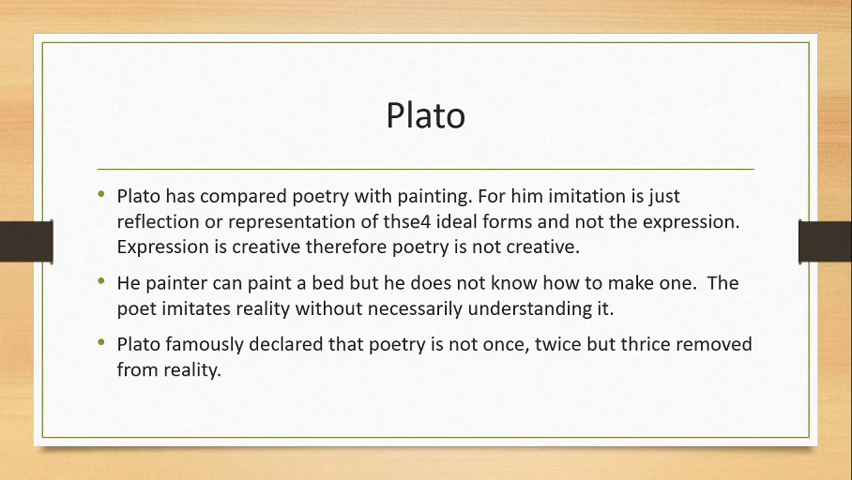 Plato
Plato has compared poetry with painting. For him imitation is just
reflection or representation of thse4 ideal forms and not the expression.
Expression is creative therefore poetry is not creative.
He painter can paint a bed but he does not know how to make one.  The
poet imitates reality without necessarily understanding it.
Plato famously declared that poetry is not once, twice but thrice removed
from reality.